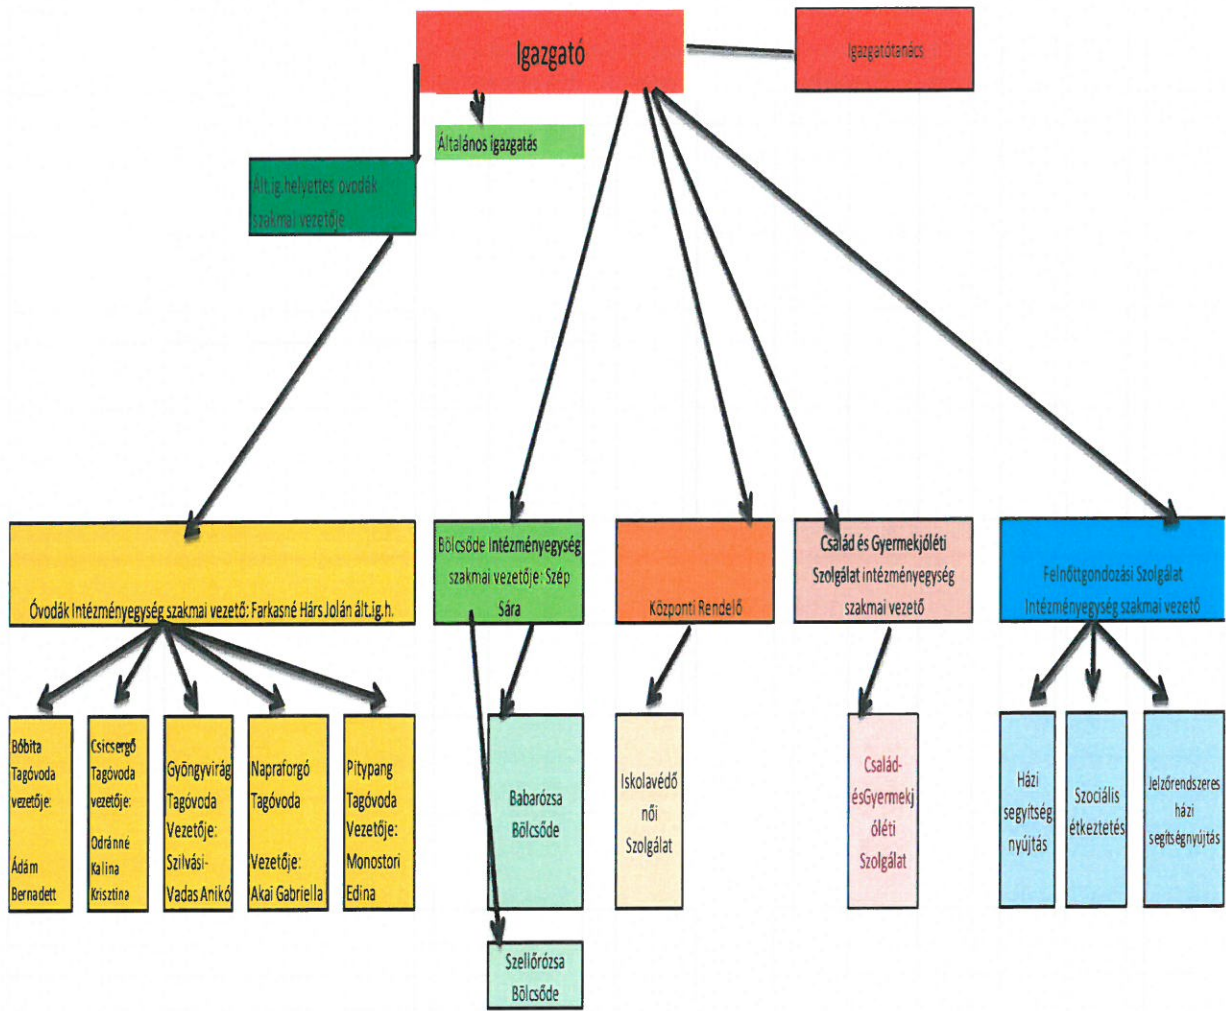 Igazgató
Igazgatótanács
Általános igazgatás
Ált.ig.helyettes óvodák
szakmai vezetője
Óvodák Intézményegység szakmai vezető: Farkasné Hárs Jolán ált.ig.h.
Bölcsőde Intézményegység
szakmai vezetője: Szép
Sára
Központi Rendelő
Család és Gyermekjóléti
Szolgálat intézményegység
szakmai vezető
Felnőttgondozási Szolgálat
Intézményegység szakmai vezető
Bóbita
Tagóvoda
vezetője:
Ádám
Bernadett
Csicsergő
Tagóvoda
vezetője:
Odránné
Kalina
Krisztina
Gyöngyvirág
Tagóvoda
Vezetője:
Szilvási-
Vadas Anikó
Napraforgó
Tagóvoda
Vezetője:
Akai Gabriella
Pitypang
Tagóvoda
Vezetője:
Monostori
Edina
Babarózsa
Bölcsőde
Iskolavédő
női
Szolgálat
Család-
ésGyermekj
óléti
Szolgálat
Házi
segyítség
nyújtás
Szociális
étkeztetés
Jelzőrendszeres
házi
segítségnyújtás
Szellőrózsa
Bölcsőde